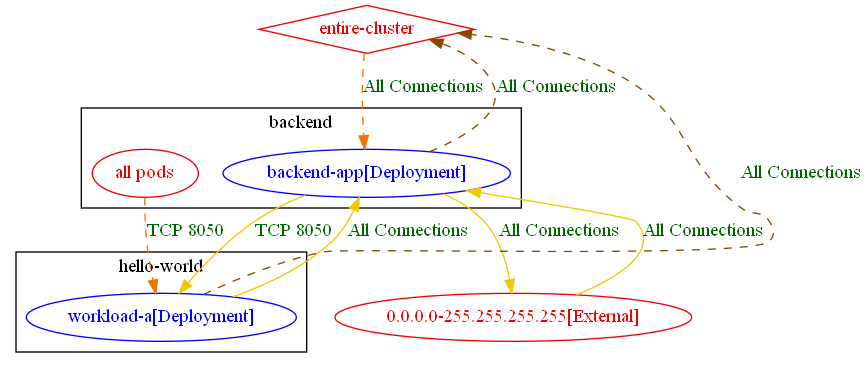 entire-cluster
All Connections
All Connections
backend
all pods
backend-app[Deployment]
All Connections
TCP 8050
TCP 8050
All Connections
All Connections
All Connections
hello-world
workload-a[Deployment]
0.0.0.0-255.255.255.255[External]